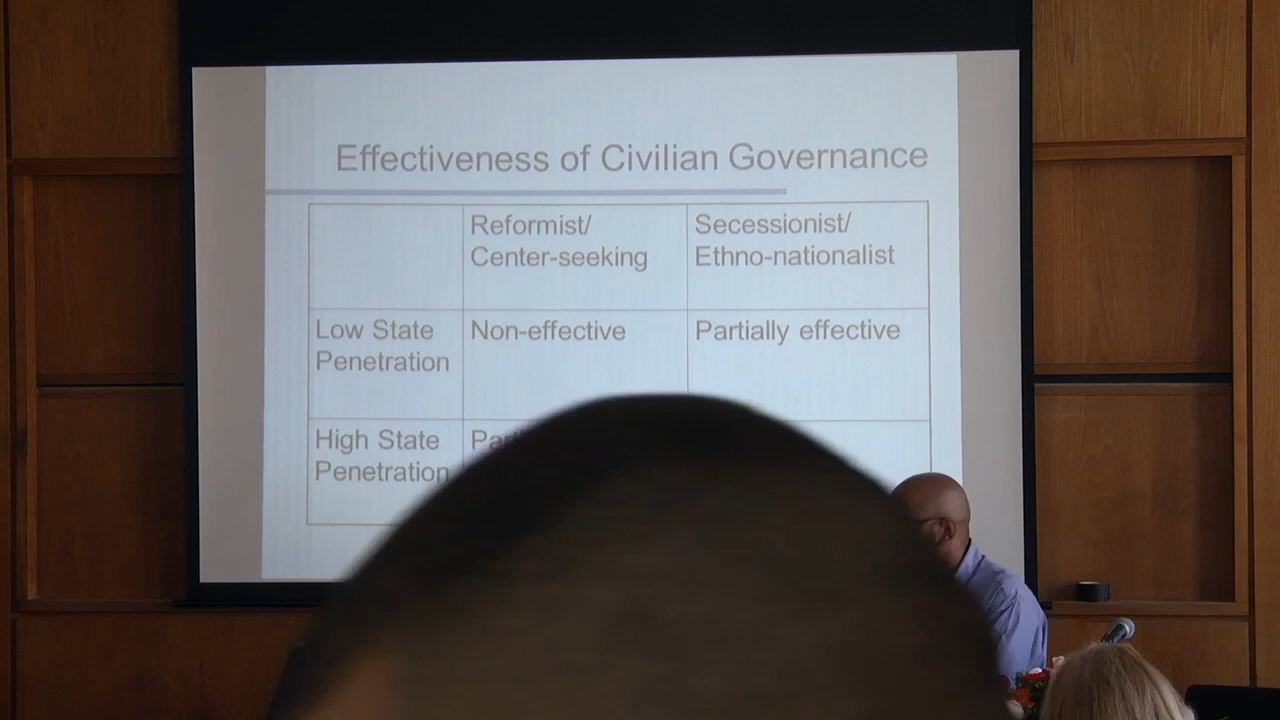 Effectiveness of Civilian Governance
Reformist/
Center-seeking
Secessionist/
Ethno-nationalist
Low State
Penetration
Non-effective
Partially effective
High State
Penetration